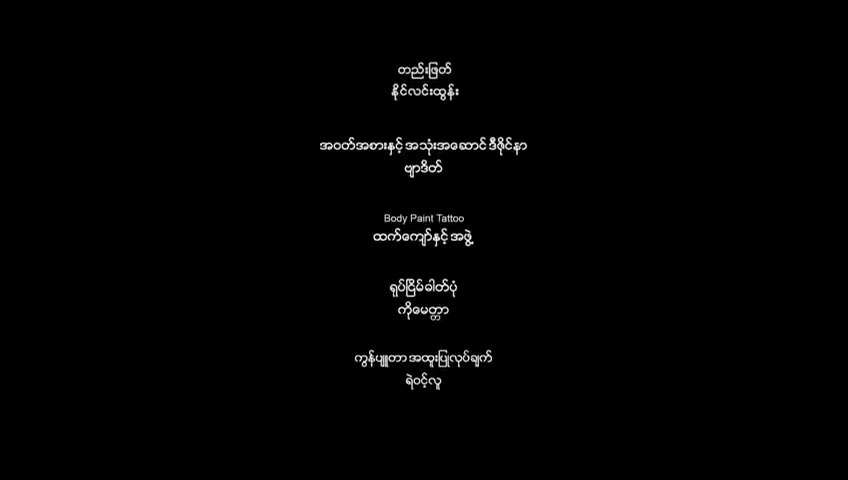 တည်းဖြတ်
နိုင်လင်းထွန်း
အဝတ်အစားနှင့် အသုံးအဆောင် ဒီဇိုင်နာ
ဗျာဒိတ်
Body Paint Tattoo
ထက်ကျော်နှင့် အဖွဲ့
ရုပ်ငြိမ်ဓါတ်ပုံ
ကိုမေတ္တာ
ကွန်ပျူတာ အထူးပြုလုပ်ချက်
ရဲဝင့်လူ